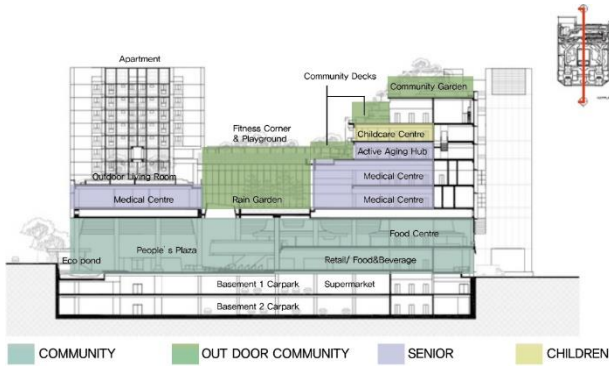 Apartment
Community Decks
Community Garden
Fitness Corner
& Playground
Childcare Centre
Active Aging Hub
Outdoor Living Room
Medical Centre
Medical Centre
Rain Garden
Medical Centre
Food Centre
People's Plaza
Eco pond
Retail/ Food&Beverage
Basement 1 Carpark
Supermarket
Basement 2 Carpark
COMMUNITY
OUT DOOR COMMUNITY
SENIOR
CHILDREN